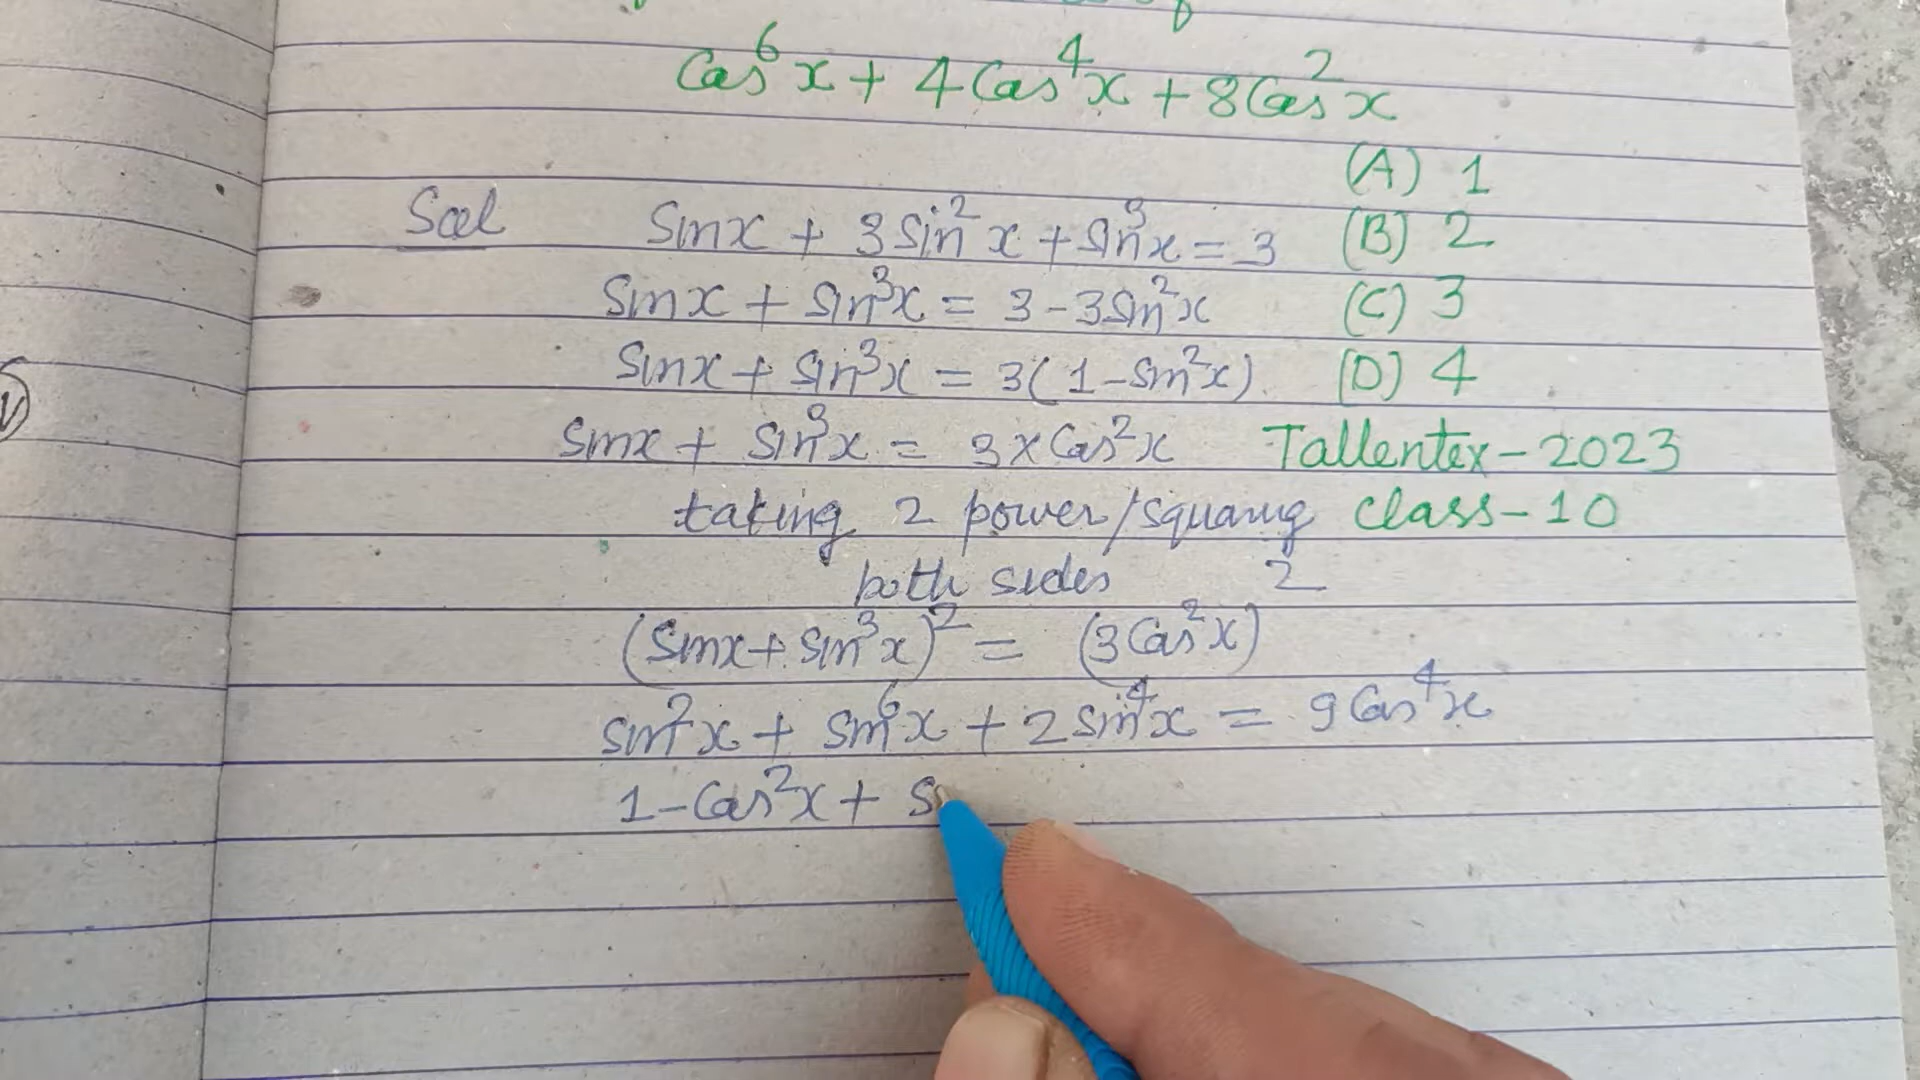 Cos⁶x + 4Cos⁴x + 8Cos²x
(A) 1
Sol Sinx + 3Sin²x + Sin³x = 3 (B) 2
Sinx + Sin³x = 3 - 3Sin²x (C) 3
Sinx + Sin³x = 3(1 - Sin²x) (D) 4
Sinx + Sin³x = 3 x Cos²x Tallentex - 2023
taking 2 power/squaring class - 10
both sides
(Sinx + Sin³x)² = (3Cos²x)²
Sin²x + Sin⁶x + 2Sin⁴x = 9Cos⁴x
1 - Cos²x + S